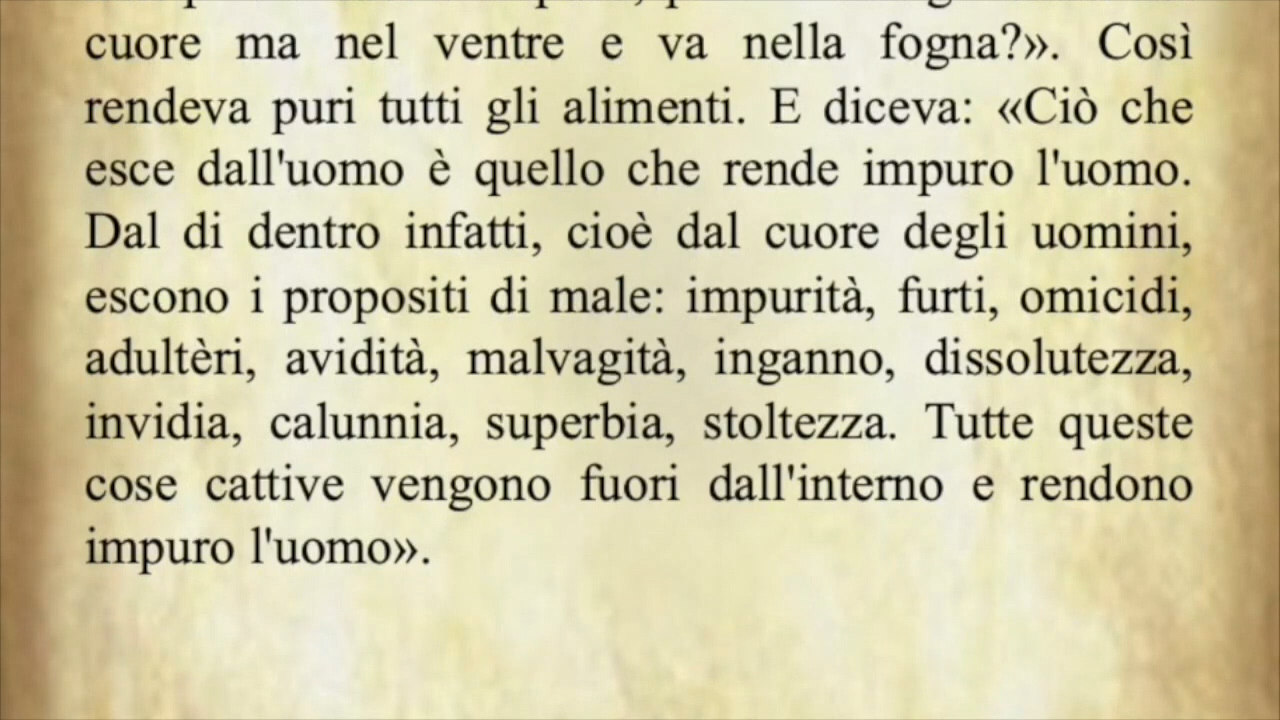 cuore ma nel ventre e va nella fogna?». Così
rendeva puri tutti gli alimenti. E diceva: «Ciò che
esce dall'uomo è quello che rende impuro l'uomo.
Dal di dentro infatti, cioè dal cuore degli uomini,
escono i propositi di male: impurità, furti, omicidi,
adultèri, avidità, malvagità, inganno, dissolutezza,
invidia, calunnia, superbia, stoltezza. Tutte queste
cose cattive vengono fuori dall'interno e rendono
impuro l'uomo».